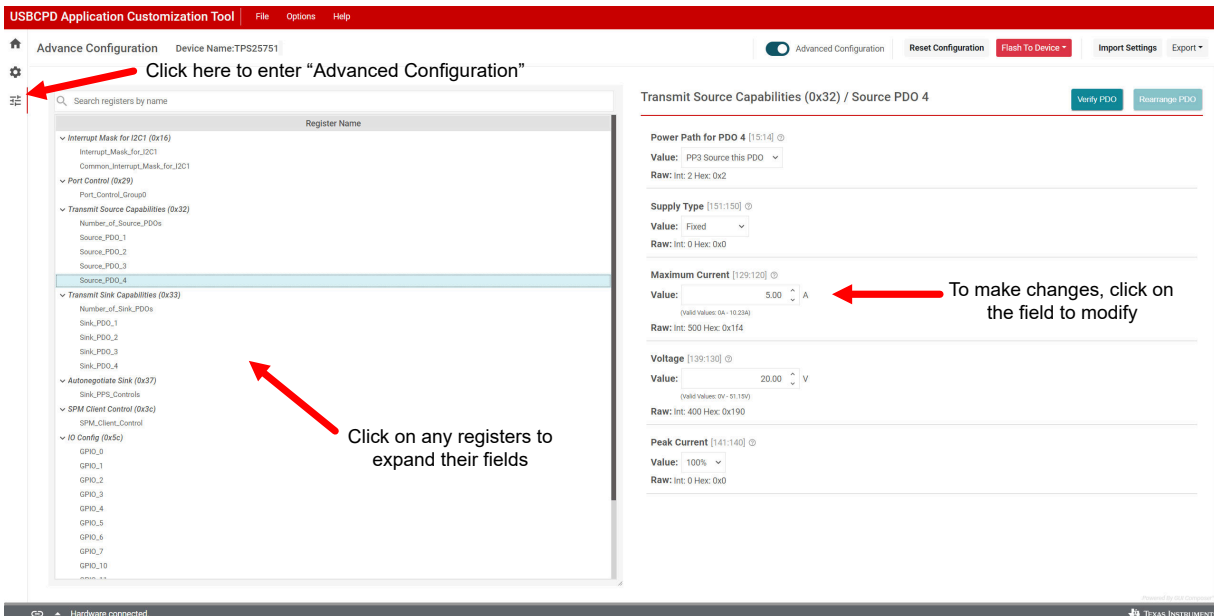 USBCPD Application Customization Tool File Options Help
Advance Configuration Device Name:TPS25751 Advanced Configuration Reset Configuration Flash To Device Import Settings Export
Click here to enter “Advanced Configuration”
Search registers by name
Register Name
Interrupt Mask for I2C1 (0x16)
Interrupt_Mask_for_I2C1
Common_Interrupt_Mask_for_I2C1
Port Control (0x29)
Port_Control_Group0
Transmit Source Capabilities (0x32)
Number_of_Source_PDOs
Source_PDO_1
Source_PDO_2
Source_PDO_3
Source_PDO_4
Transmit Sink Capabilities (0x33)
Number_of_Sink_PDOs
Sink_PDO_1
Sink_PDO_2
Sink_PDO_3
Sink_PDO_4
Autonegotiate Sink (0x37)
Sink_PPS_Controls
SPM Client Control (0x3c)
SPM_Client_Control
IO Config (0x5c)
GPIO_0
GPIO_1
GPIO_2
GPIO_3
GPIO_4
GPIO_5
GPIO_6
GPIO_7
GPIO_10
Click on any registers to
expand their fields
Transmit Source Capabilities (0x32) / Source PDO 4 Verify PDO Rearrange PDO
Power Path for PDO 4 [15:14]
Value: PP3 Source this PDO
Raw: Int: 2 Hex: 0x2
Supply Type [151:150]
Value: Fixed
Raw: Int: 0 Hex: 0x0
Maximum Current [129:120]
Value: 5.00 A
(Valid Values: 0A - 10.23A)
Raw: Int: 500 Hex: 0x1f4
To make changes, click on
the field to modify
Voltage [139:130]
Value: 20.00 V
(Valid Values: 0V - 51.15V)
Raw: Int: 400 Hex: 0x190
Peak Current [141:140]
Value: 100%
Raw: Int: 0 Hex: 0x0
Powered By GUI Composer
Hardware connected TEXAS INSTRUMENT